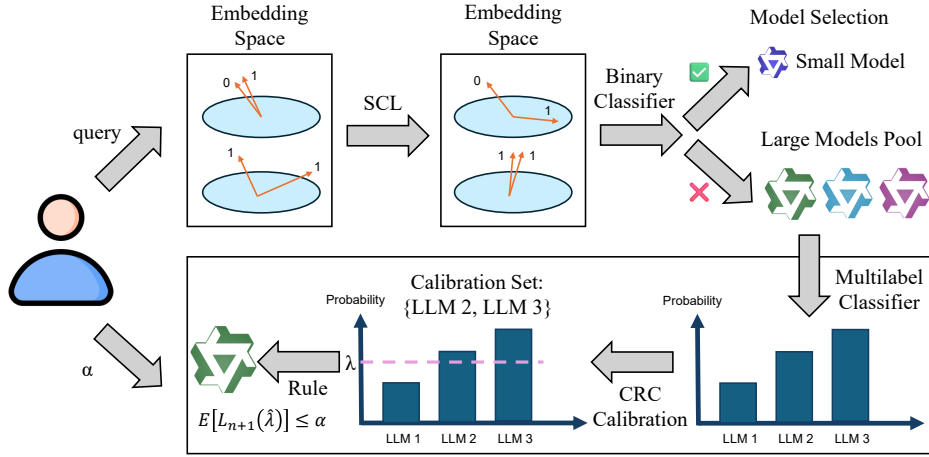 Embedding
Space
Embedding
Space
Model Selection
0
1
1
1
SCL
0
1
1
1
Binary
Classifier
Small Model
query
Large Models Pool
Multilabel
Classifier
α
Calibration Set:
{LLM 2, LLM 3}
Probability
λ
LLM 1
LLM 2
LLM 3
Rule
E[Lₙ₊₁(λ̂)] ≤ α
CRC
Calibration
Probability
LLM 1
LLM 2
LLM 3